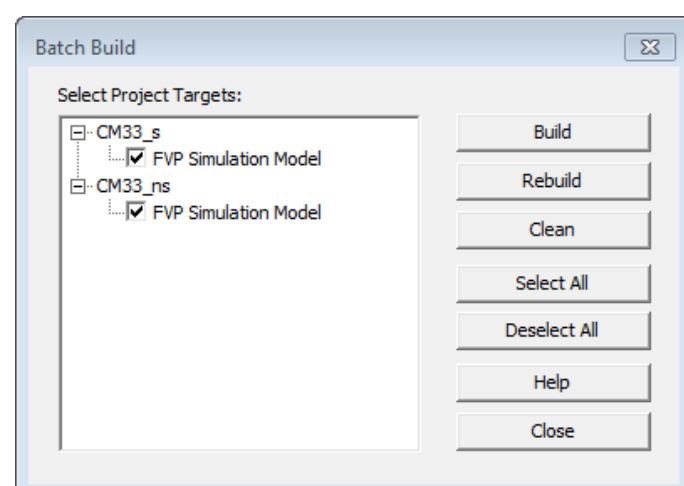 Batch Build
Select Project Targets:
CM33_s
FVP Simulation Model
CM33_ns
FVP Simulation Model
Build
Rebuild
Clean
Select All
Deselect All
Help
Close